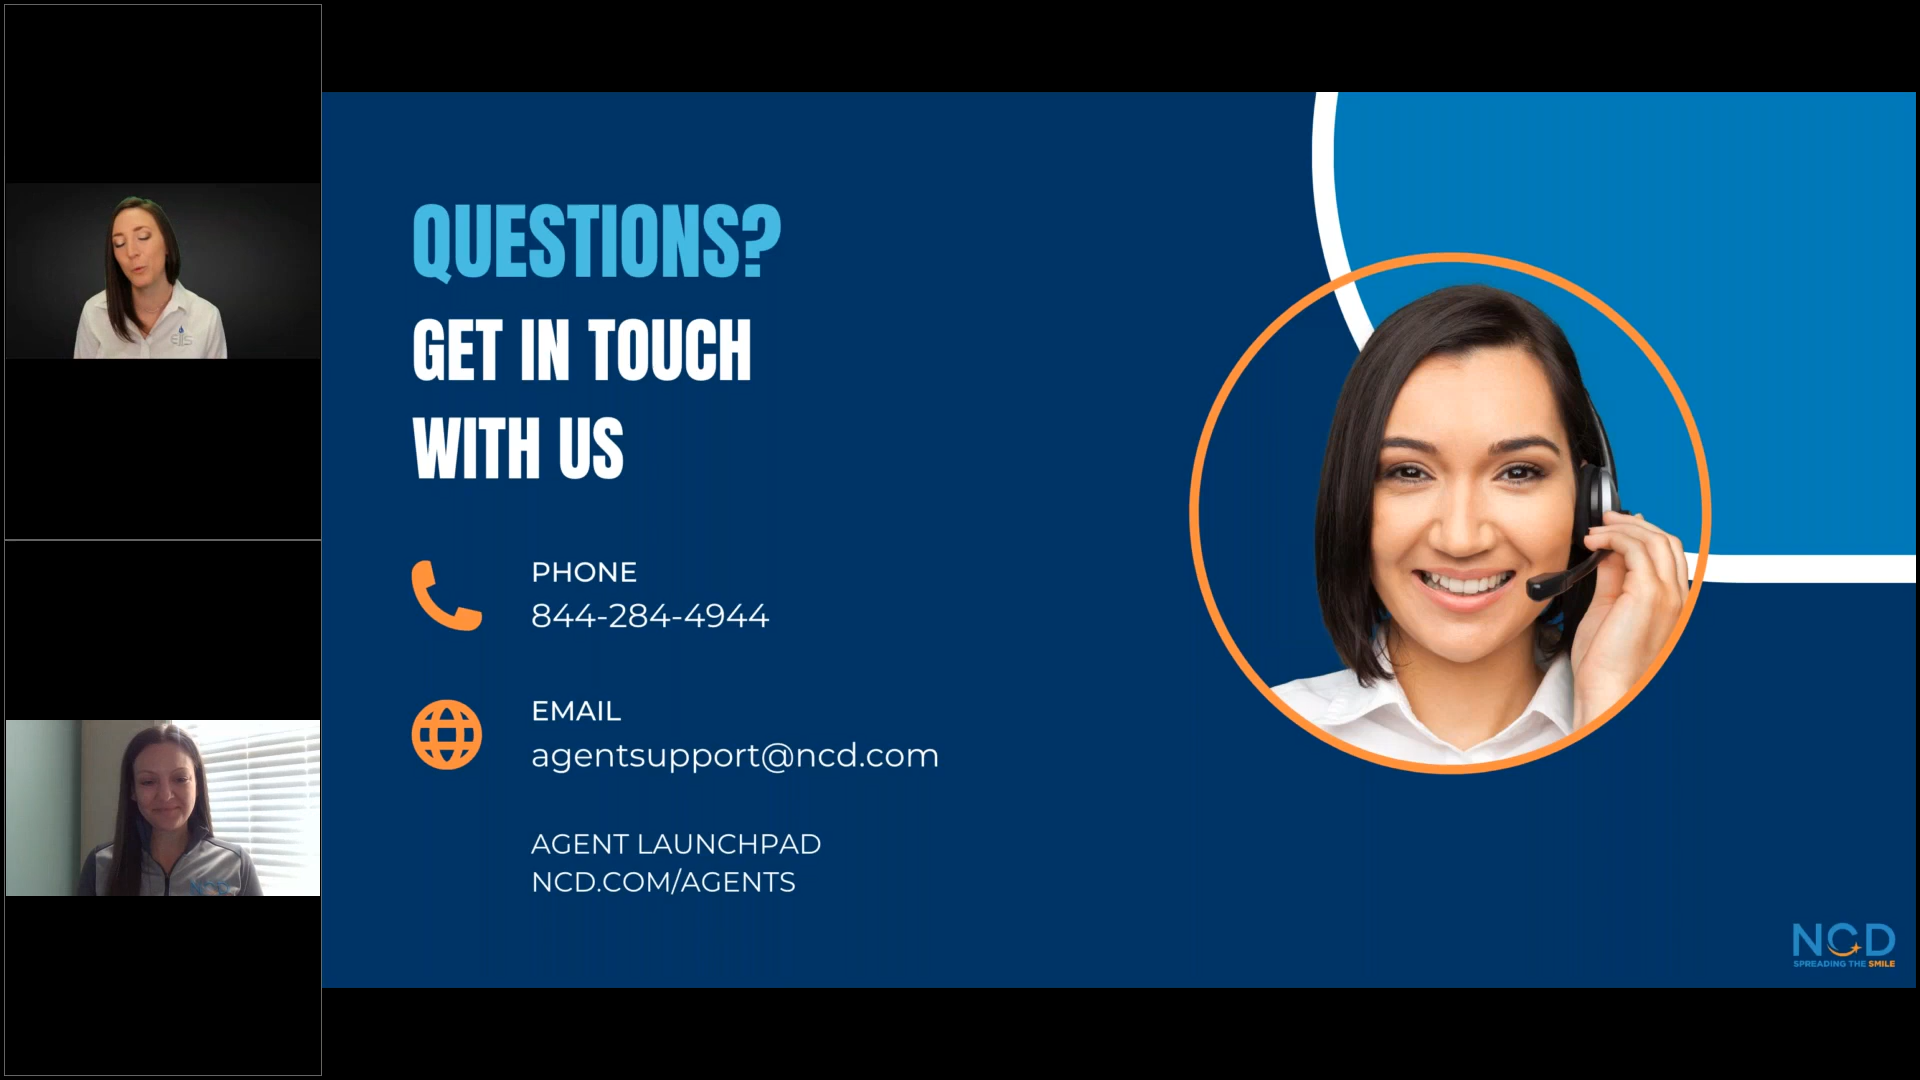 QUESTIONS?
GET IN TOUCH
WITH US
PHONE
844-284-4944
EMAIL
agentsupport@ncd.com
AGENT LAUNCHPAD
NCD.COM/AGENTS
NCD
SPREADING THE SMILE
NCD